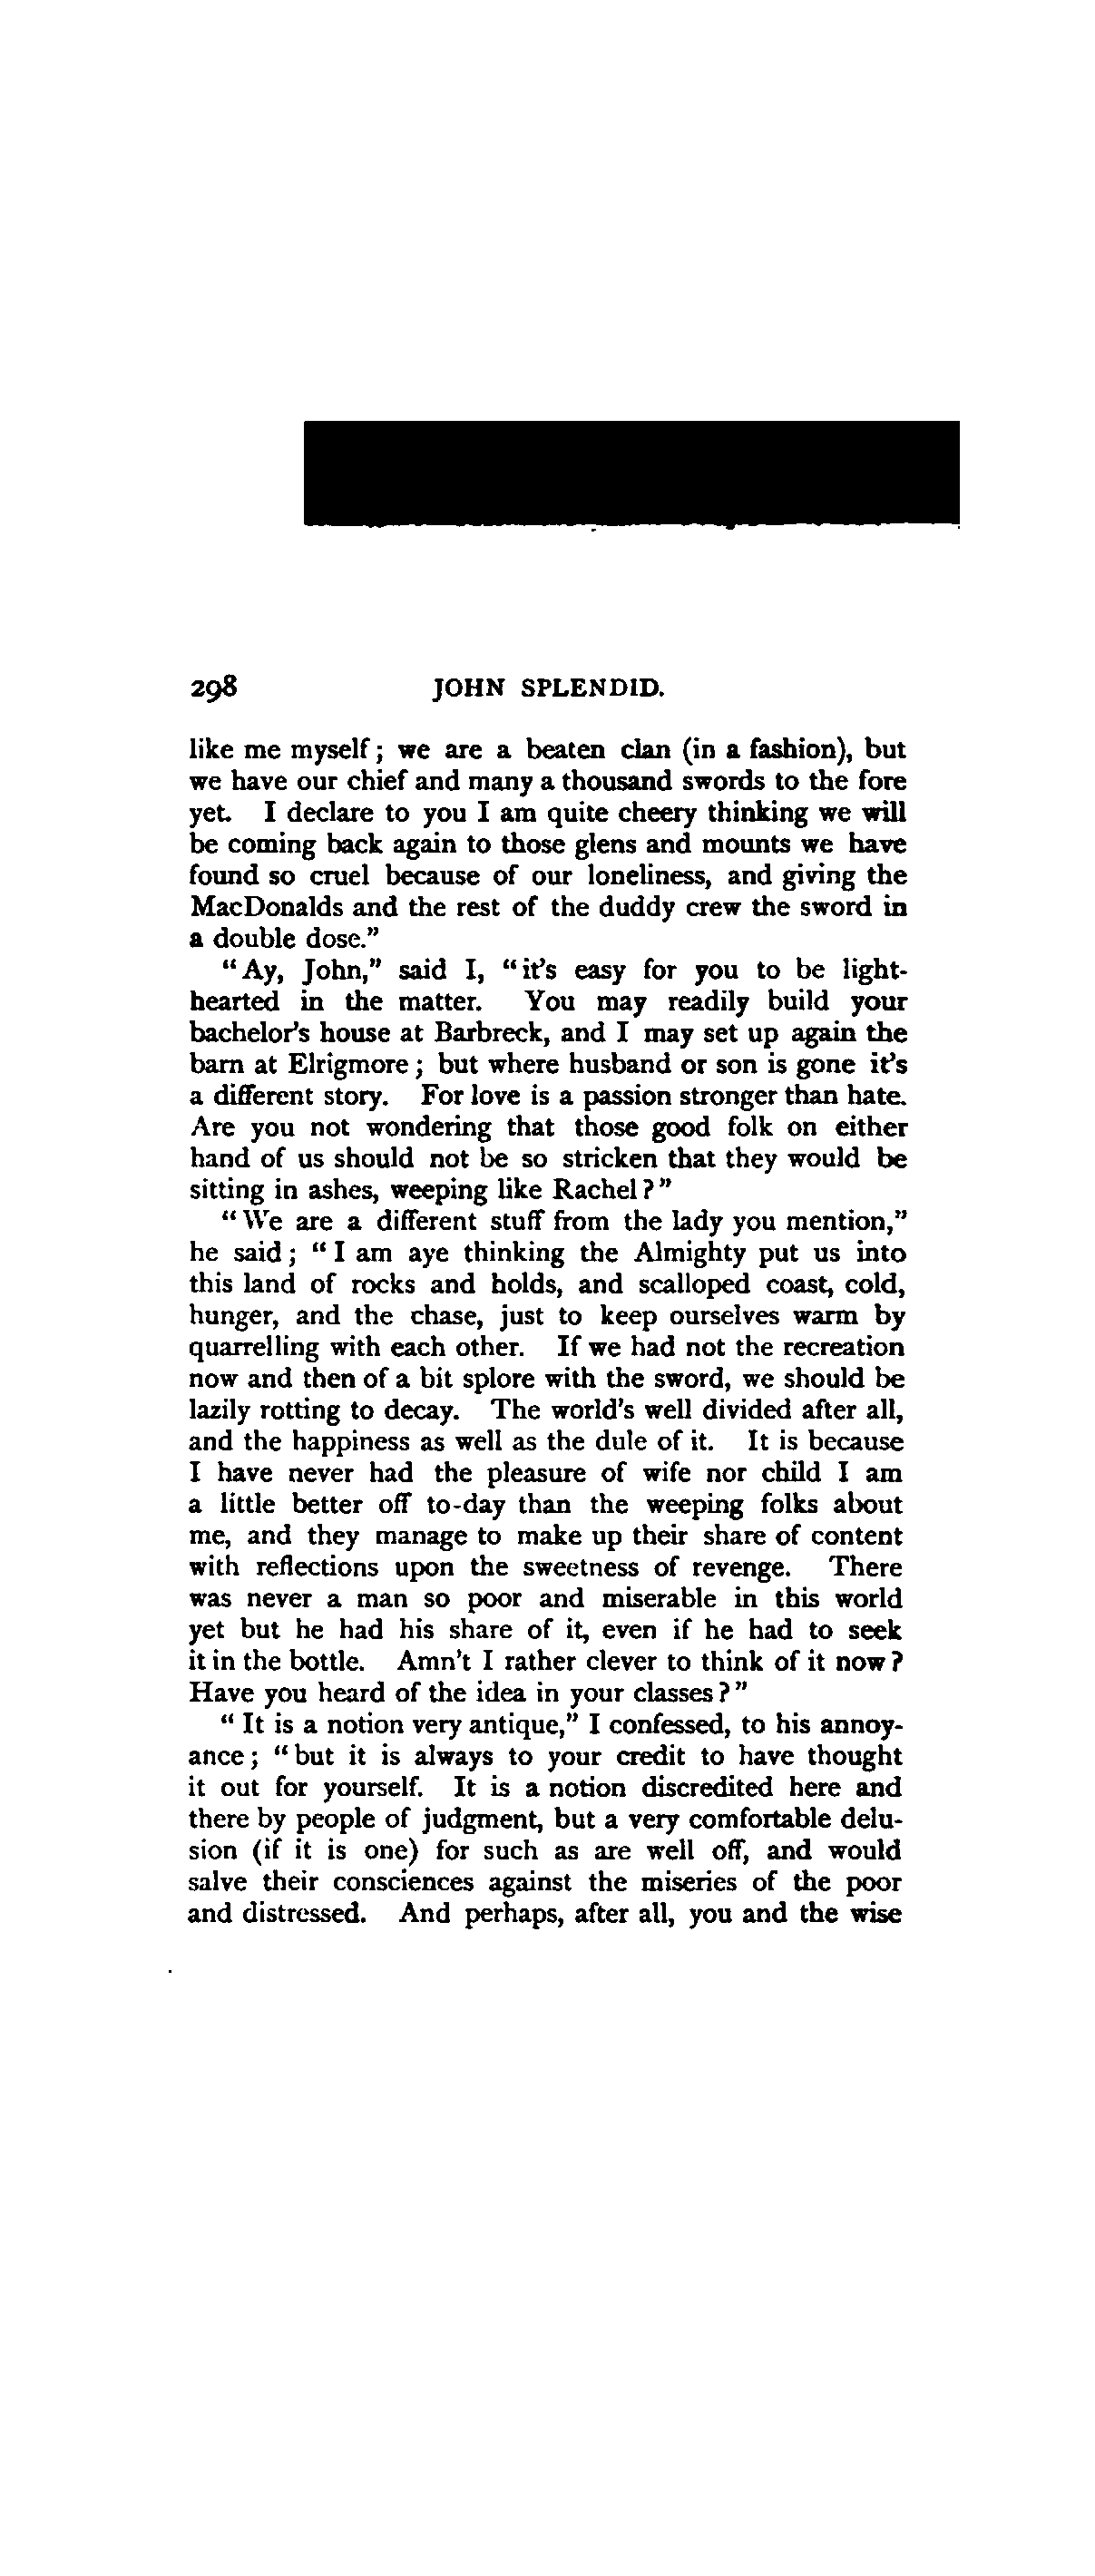 298 JOHN SPLENDID.
like me myself; we are a beaten clan (in a fashion), but
we have our chief and many a thousand swords to the fore
yet. I declare to you I am quite cheery thinking we will
be coming back again to those glens and mounts we have
found so cruel because of our loneliness, and giving the
MacDonalds and the rest of the duddy crew the sword in
a double dose."
"Ay, John," said I, "it's easy for you to be light-
hearted in the matter. You may readily build your
bachelor's house at Barbreck, and I may set up again the
barn at Elrigmore; but where husband or son is gone it's
a different story. For love is a passion stronger than hate.
Are you not wondering that those good folk on either
hand of us should not be so stricken that they would be
sitting in ashes, weeping like Rachel?"
"We are a different stuff from the lady you mention,"
he said; "I am aye thinking the Almighty put us into
this land of rocks and holds, and scalloped coast, cold,
hunger, and the chase, just to keep ourselves warm by
quarrelling with each other. If we had not the recreation
now and then of a bit splore with the sword, we should be
lazily rotting to decay. The world's well divided after all,
and the happiness as well as the dule of it. It is because
I have never had the pleasure of wife nor child I am
a little better off to-day than the weeping folks about
me, and they manage to make up their share of content
with reflections upon the sweetness of revenge. There
was never a man so poor and miserable in this world
yet but he had his share of it, even if he had to seek
it in the bottle. Amn't I rather clever to think of it now?
Have you heard of the idea in your classes?"
"It is a notion very antique," I confessed, to his annoy-
ance; "but it is always to your credit to have thought
it out for yourself. It is a notion discredited here and
there by people of judgment, but a very comfortable delu-
sion (if it is one) for such as are well off, and would
salve their consciences against the miseries of the poor
and distressed. And perhaps, after all, you and the wise